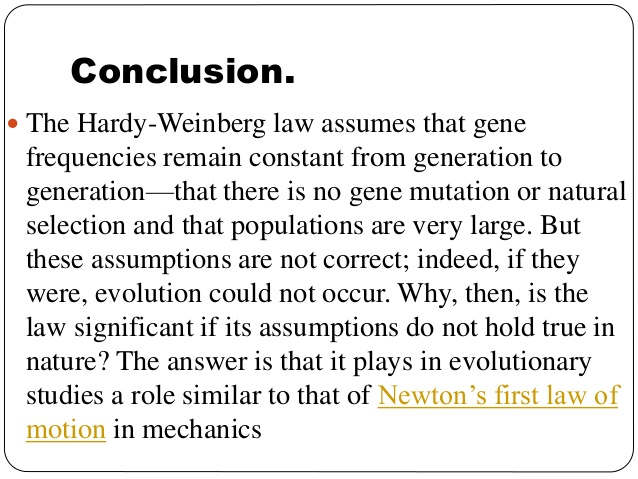 Conclusion.
• The Hardy-Weinberg law assumes that gene
frequencies remain constant from generation to
generation—that there is no gene mutation or natural
selection and that populations are very large. But
these assumptions are not correct; indeed, if they
were, evolution could not occur. Why, then, is the
law significant if its assumptions do not hold true in
nature? The answer is that it plays in evolutionary
studies a role similar to that of Newton’s first law of
motion in mechanics